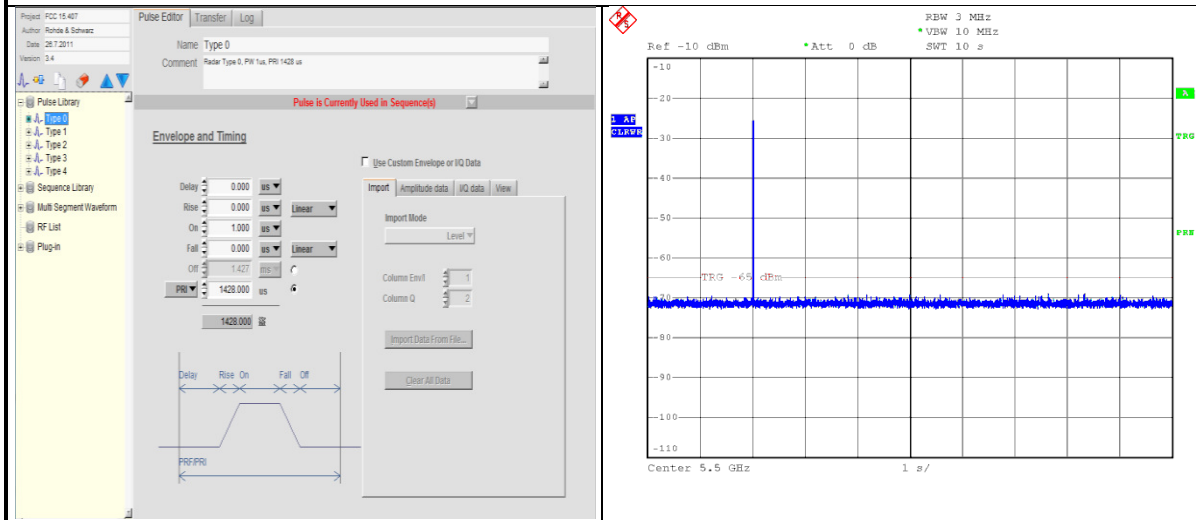 Project FCC 15.407
Author Rohde & Schwarz
Date 26.7.2011
Version 3.4
Pulse Library
Type 0
Type 1
Type 2
Type 3
Type 4
Sequence Library
Multi Segment Waveform
RF List
Plug-in
Pulse Editor Transfer Log
Name Type 0
Comment Radar Type 0, PW 1us, PRI 1428 us
Pulse is Currently Used in Sequence(s)
Envelope and Timing
Delay 0.000 us
Rise 0.000 us Linear
On 1.000 us
Fall 0.000 us Linear
Off 1.427 ms
PRI 1428.000 us
1428.000
Delay Rise On Fall Off
PRF/PRI
Use Custom Envelope or I/Q Data
Import Amplitude data I/Q data View
Import Mode
Level
Column Env/I 1
Column Q 2
Import Data From File...
Clear All Data
R S
RBW 3 MHz
*VBW 10 MHz
Ref -10 dBm *Att 0 dB SWT 10 s
-10
-20
A
1 AP
CLRWR
-30
TRG
-40
-50
-60
TRG -65 dBm
-70
-80
-90
-100
-110
Center 5.5 GHz 1 s/